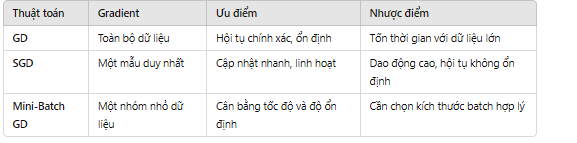 Thuật toán Gradient Ưu điểm Nhược điểm
GD Toàn bộ dữ liệu Hội tụ chính xác, ổn định Tốn thời gian với dữ liệu lớn
SGD Một mẫu duy nhất Cập nhật nhanh, linh hoạt Dao động cao, hội tụ không ổn
định
Mini-Batch Một nhóm nhỏ dữ Cân bằng tốc độ và độ ổn Cần chọn kích thước batch hợp lý
GD liệu định